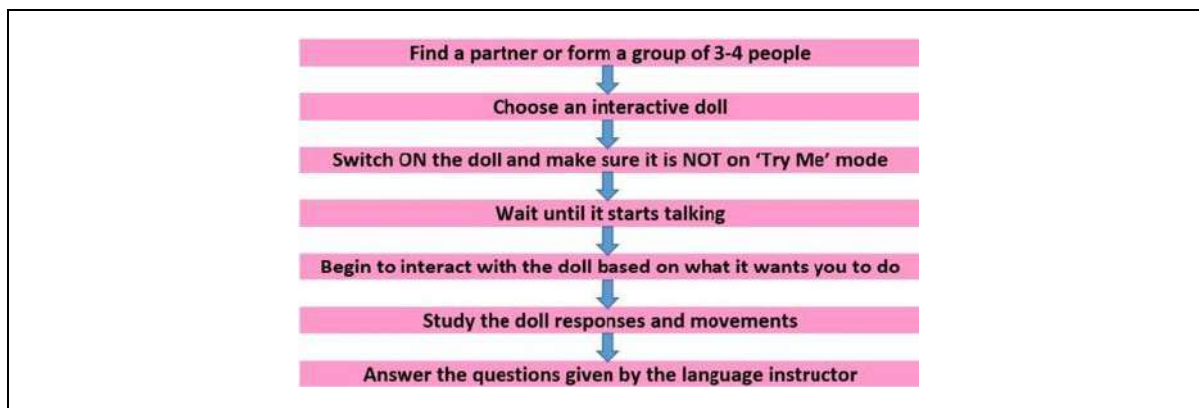 Find a partner or form a group of 3-4 people
Choose an interactive doll
Switch ON the doll and make sure it is NOT on ‘Try Me’ mode
Wait until it starts talking
Begin to interact with the doll based on what it wants you to do
Study the doll responses and movements
Answer the questions given by the language instructor